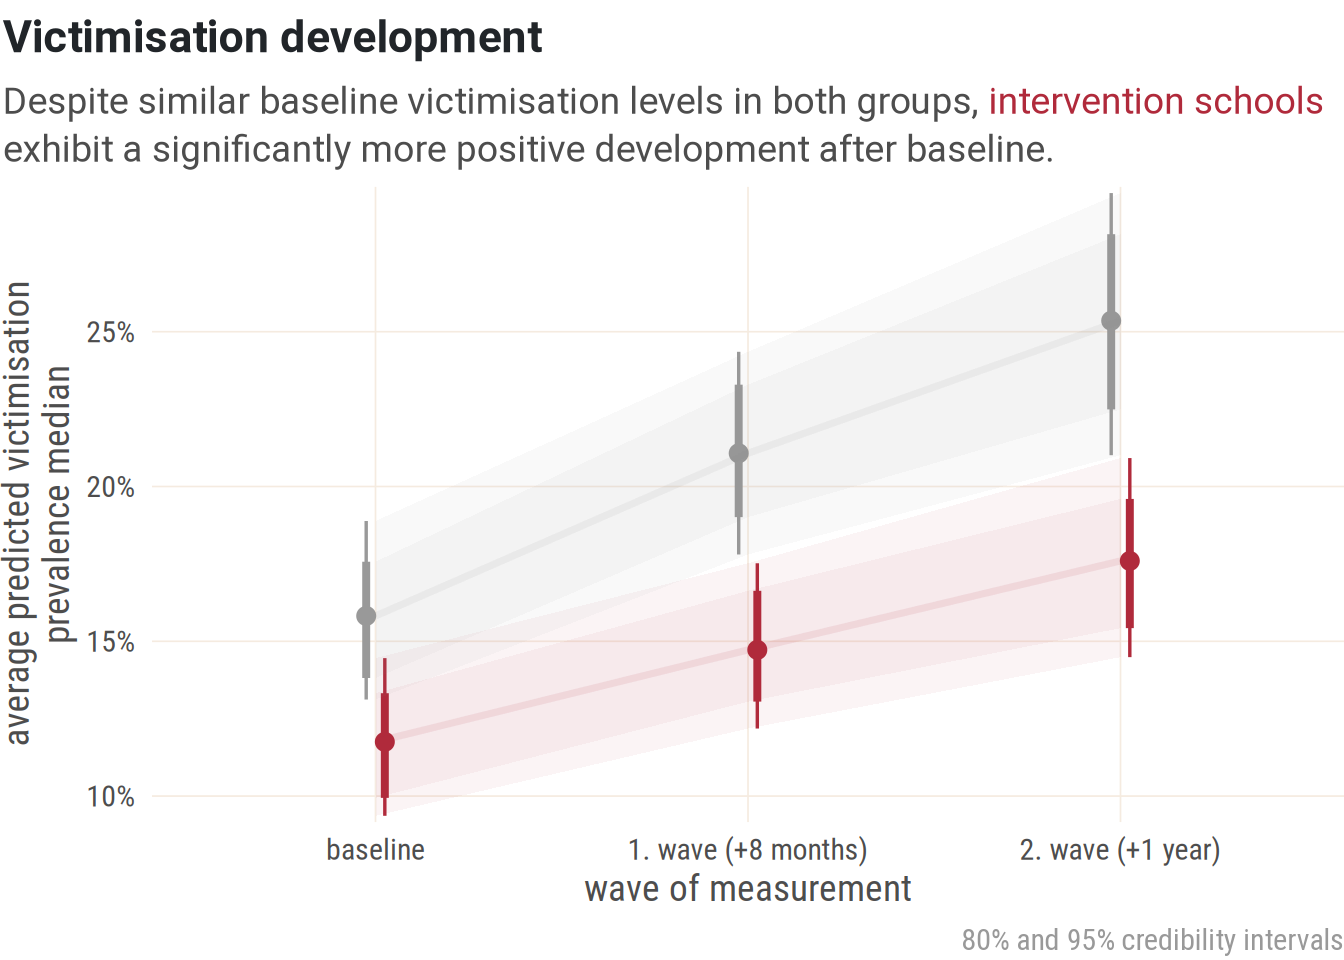 Victimisation development
Despite similar baseline victimisation levels in both groups, intervention schools
exhibit a significantly more positive development after baseline.
average predicted victimisation
prevalence median
25%
20%
15%
10%
baseline
1. wave (+8 months)
2. wave (+1 year)
wave of measurement
80% and 95% credibility intervals